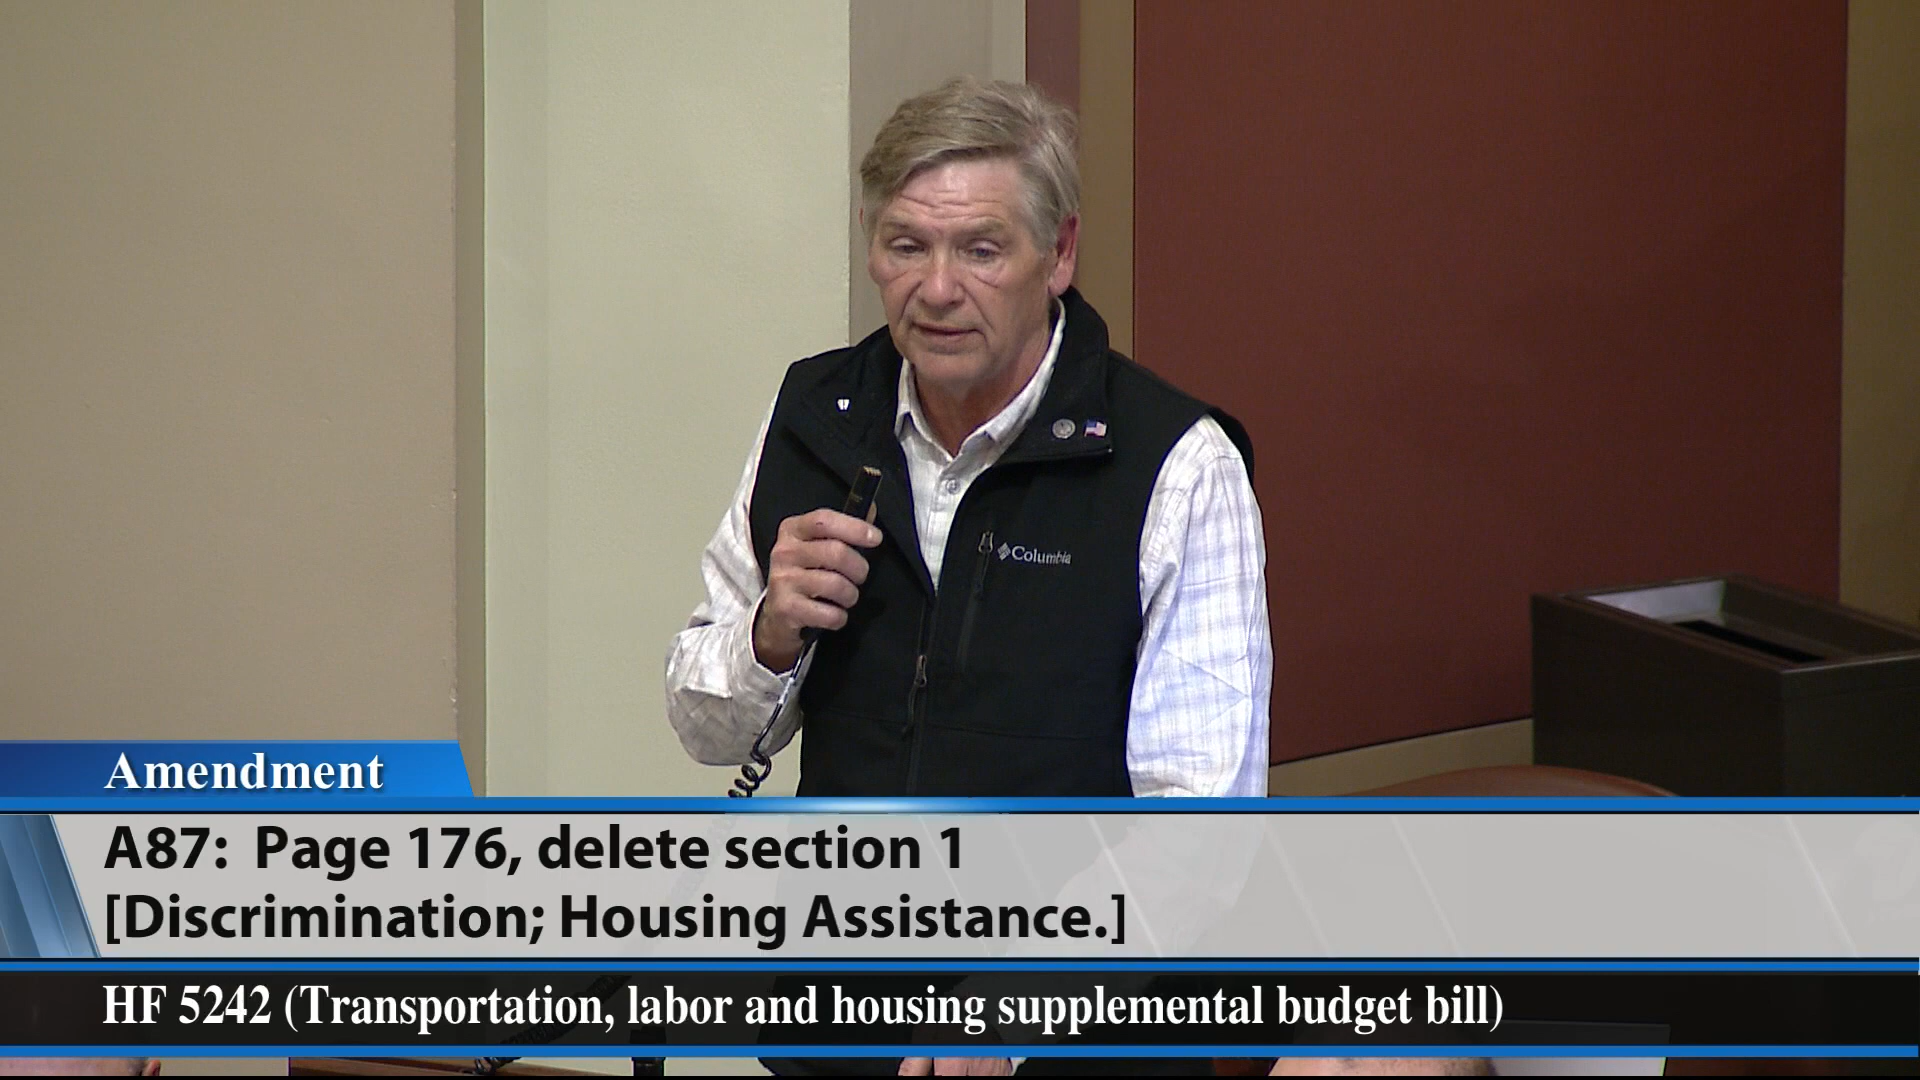 Columbia
Amendment
A87: Page 176, delete section 1
[Discrimination; Housing Assistance.]
HF 5242 (Transportation, labor and housing supplemental budget bill)